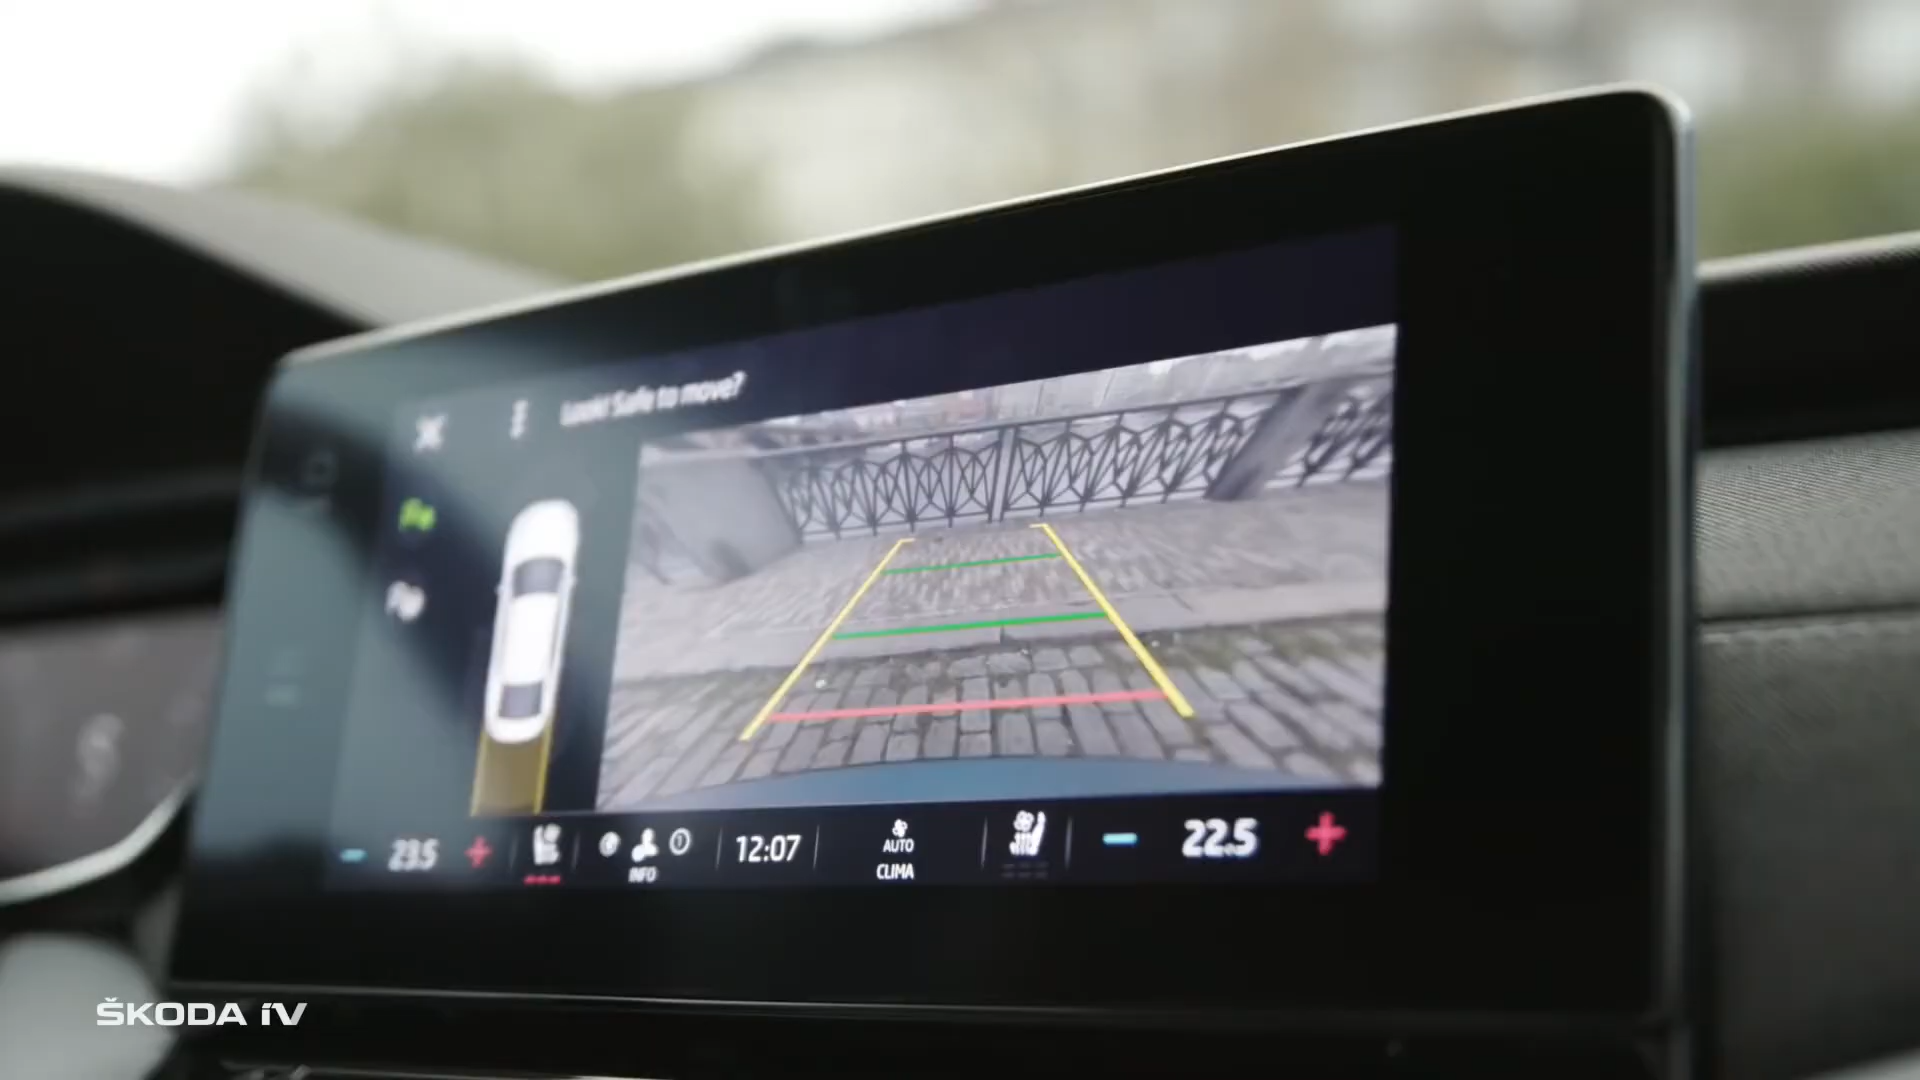 Look! Safe to move?
23.5
INFO
12:07
AUTO
CLIMA
22.5
ŠKODA iV